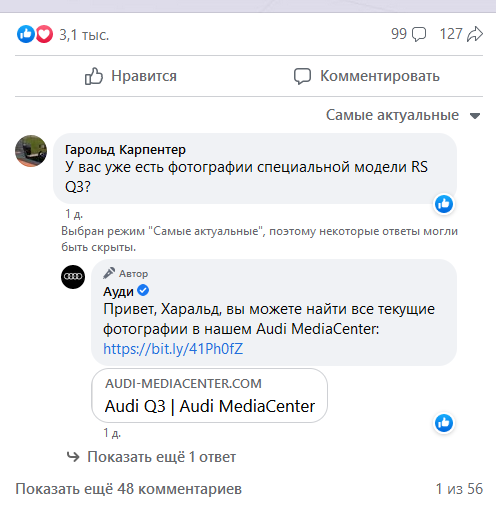 3,1 тыс.
99
127
Нравится
Комментировать
Самые актуальные
Гарольд Карпентер
У вас уже есть фотографии специальной модели RS
Q3?
1 д.
Выбран режим "Самые актуальные", поэтому некоторые ответы могли
быть скрыты.
Автор
Ауди
Привет, Харальд, вы можете найти все текущие
фотографии в нашем Audi MediaCenter:
https://bit.ly/41Ph0fZ
AUDI-MEDIACENTER.COM
Audi Q3 | Audi MediaCenter
1 д.
Показать ещё 1 ответ
Показать ещё 48 комментариев
1 из 56